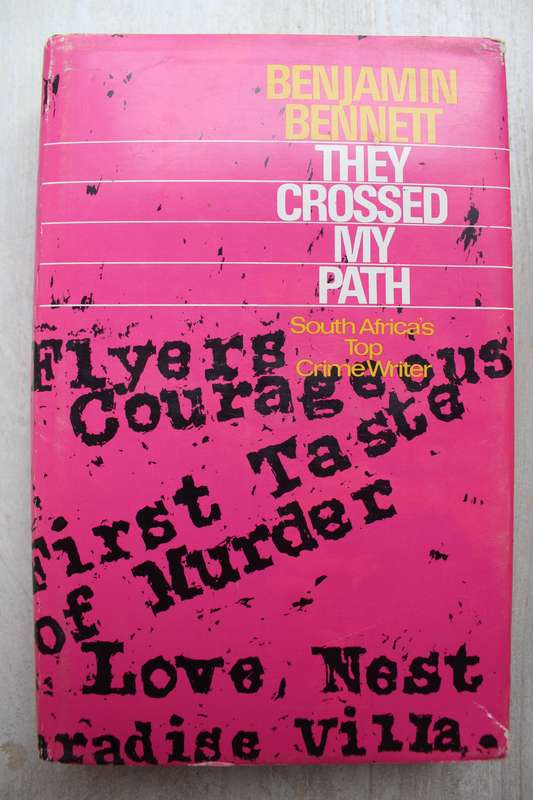 BENJAMIN
BENNETT
THEY
CROSSED
MY
PATH
South Africa's
Top
Crime Writer
Flyers
Courageous
First Taste
of Murder
Love, Nest
aradise Villa.